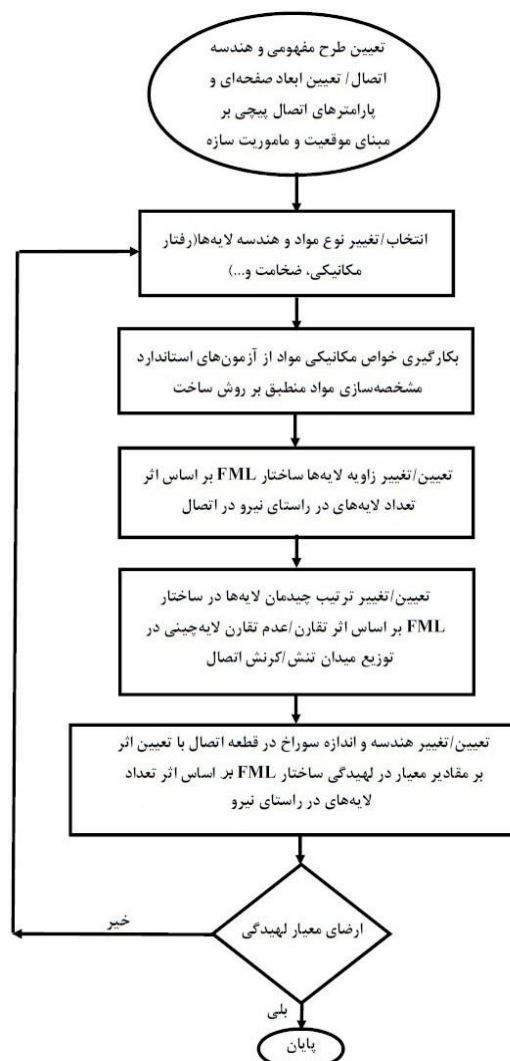 تعیین طرح مفهومی و هندسه
اتصال/ تعیین ابعاد صفحه‌ای و
پارامترهای اتصال پیچی بر
مبنای موقعیت و ماموریت سازه
انتخاب/تغییر نوع مواد و هندسه لایه‌ها(رفتار
مکانیکی، ضخامت و...)
بکارگیری خواص مکانیکی مواد از آزمون‌های استاندارد
مشخصه‌سازی مواد منطبق بر روش ساخت
تعیین/تغییر زاویه لایه‌ها ساختار FML بر اساس اثر
تعداد لایه‌های در راستای نیرو در اتصال
تعیین/تغییر ترتیب چیدمان لایه‌ها در ساختار
FML بر اساس اثر تقارن/عدم تقارن لایه‌چینی در
توزیع میدان تنش/کرنش اتصال
تعیین/تغییر هندسه و اندازه سوراخ در قطعه اتصال با تعیین اثر
بر مقادیر معیار در لهیدگی ساختار FML بر اساس اثر تعداد
لایه‌های در راستای نیرو
ارضای معیار لهیدگی
خیر
بلی
پایان